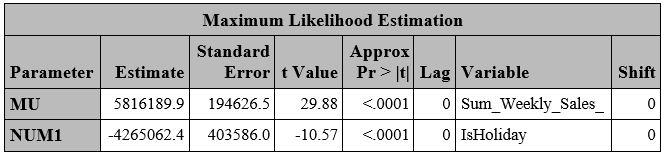 Maximum Likelihood Estimation
Parameter Estimate Standard Error t Value Approx Pr > |t| Lag Variable Shift
MU 5816189.9 194626.5 29.88 <.0001 0 Sum_Weekly_Sales_ 0
NUM1 -4265062.4 403586.0 -10.57 <.0001 0 IsHoliday 0